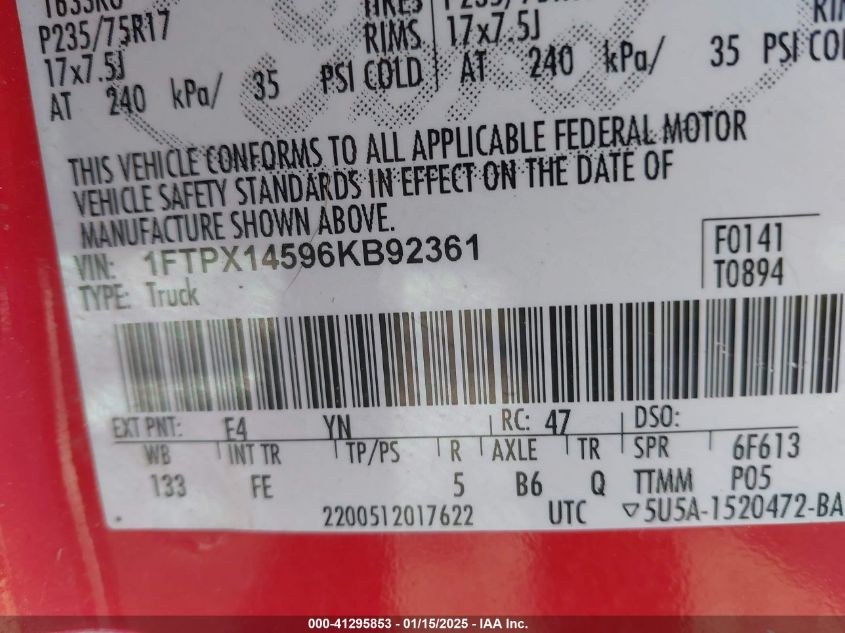 P235/75R17 RIMS 17x7.5J
17x7.5J
AT 240 kPa/ 35 PSI COLD AT 240 kPa/ 35 PSI COL
THIS VEHICLE CONFORMS TO ALL APPLICABLE FEDERAL MOTOR
VEHICLE SAFETY STANDARDS IN EFFECT ON THE DATE OF
MANUFACTURE SHOWN ABOVE.
VIN: 1FTPX14596KB92361 F0141
TYPE: Truck T0894
EXT PNT: E4 YN RC: 47 DSO:
WB INT TR TP/PS R AXLE TR SPR 6F613
133 FE 5 B6 Q TTMM P05
2200512017622 UTC ▽5U5A-1520472-BA
000-41295853 - 01/15/2025 - IAA Inc.